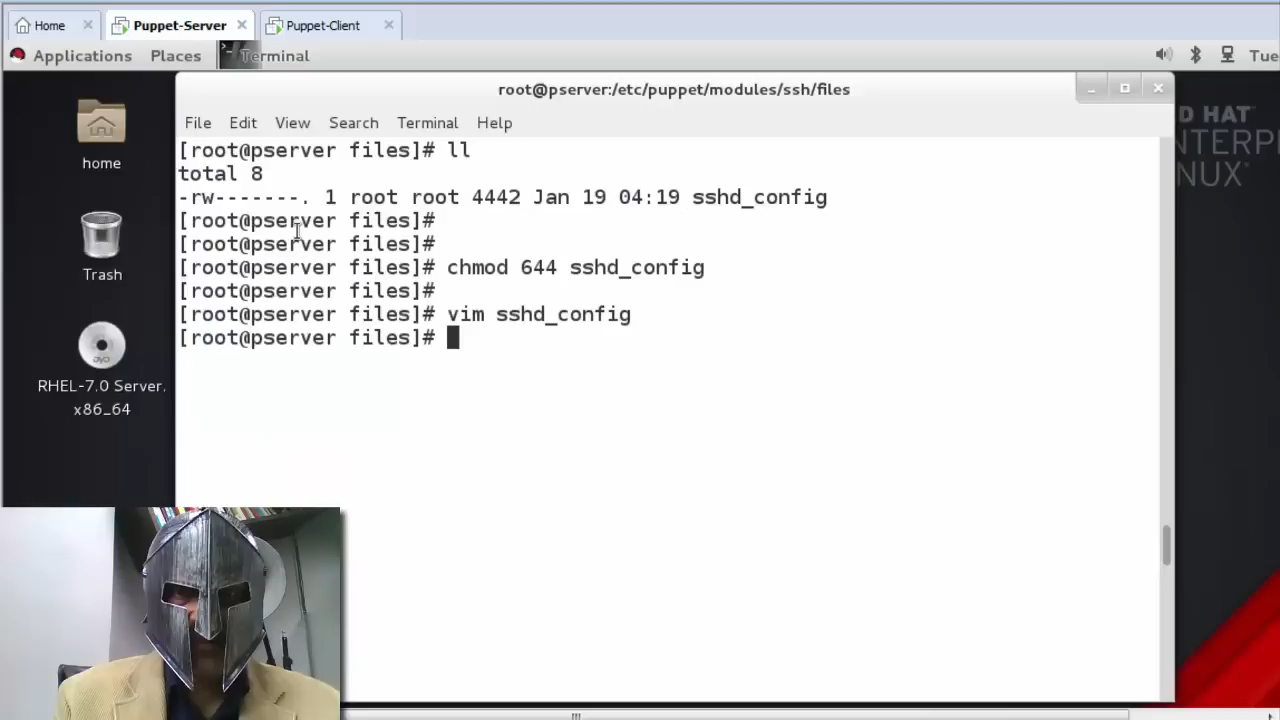 Home
Puppet-Server
Puppet-Client
Applications Places Terminal Tue
root@pserver:/etc/puppet/modules/ssh/files
File Edit View Search Terminal Help
[root@pserver files]# ll
total 8
-rw-------. 1 root root 4442 Jan 19 04:19 sshd_config
[root@pserver files]#
[root@pserver files]#
[root@pserver files]# chmod 644 sshd_config
[root@pserver files]#
[root@pserver files]# vim sshd_config
[root@pserver files]#
home
Trash
RHEL-7.0 Server.
x86_64
D HAT
NTERPR
NUX